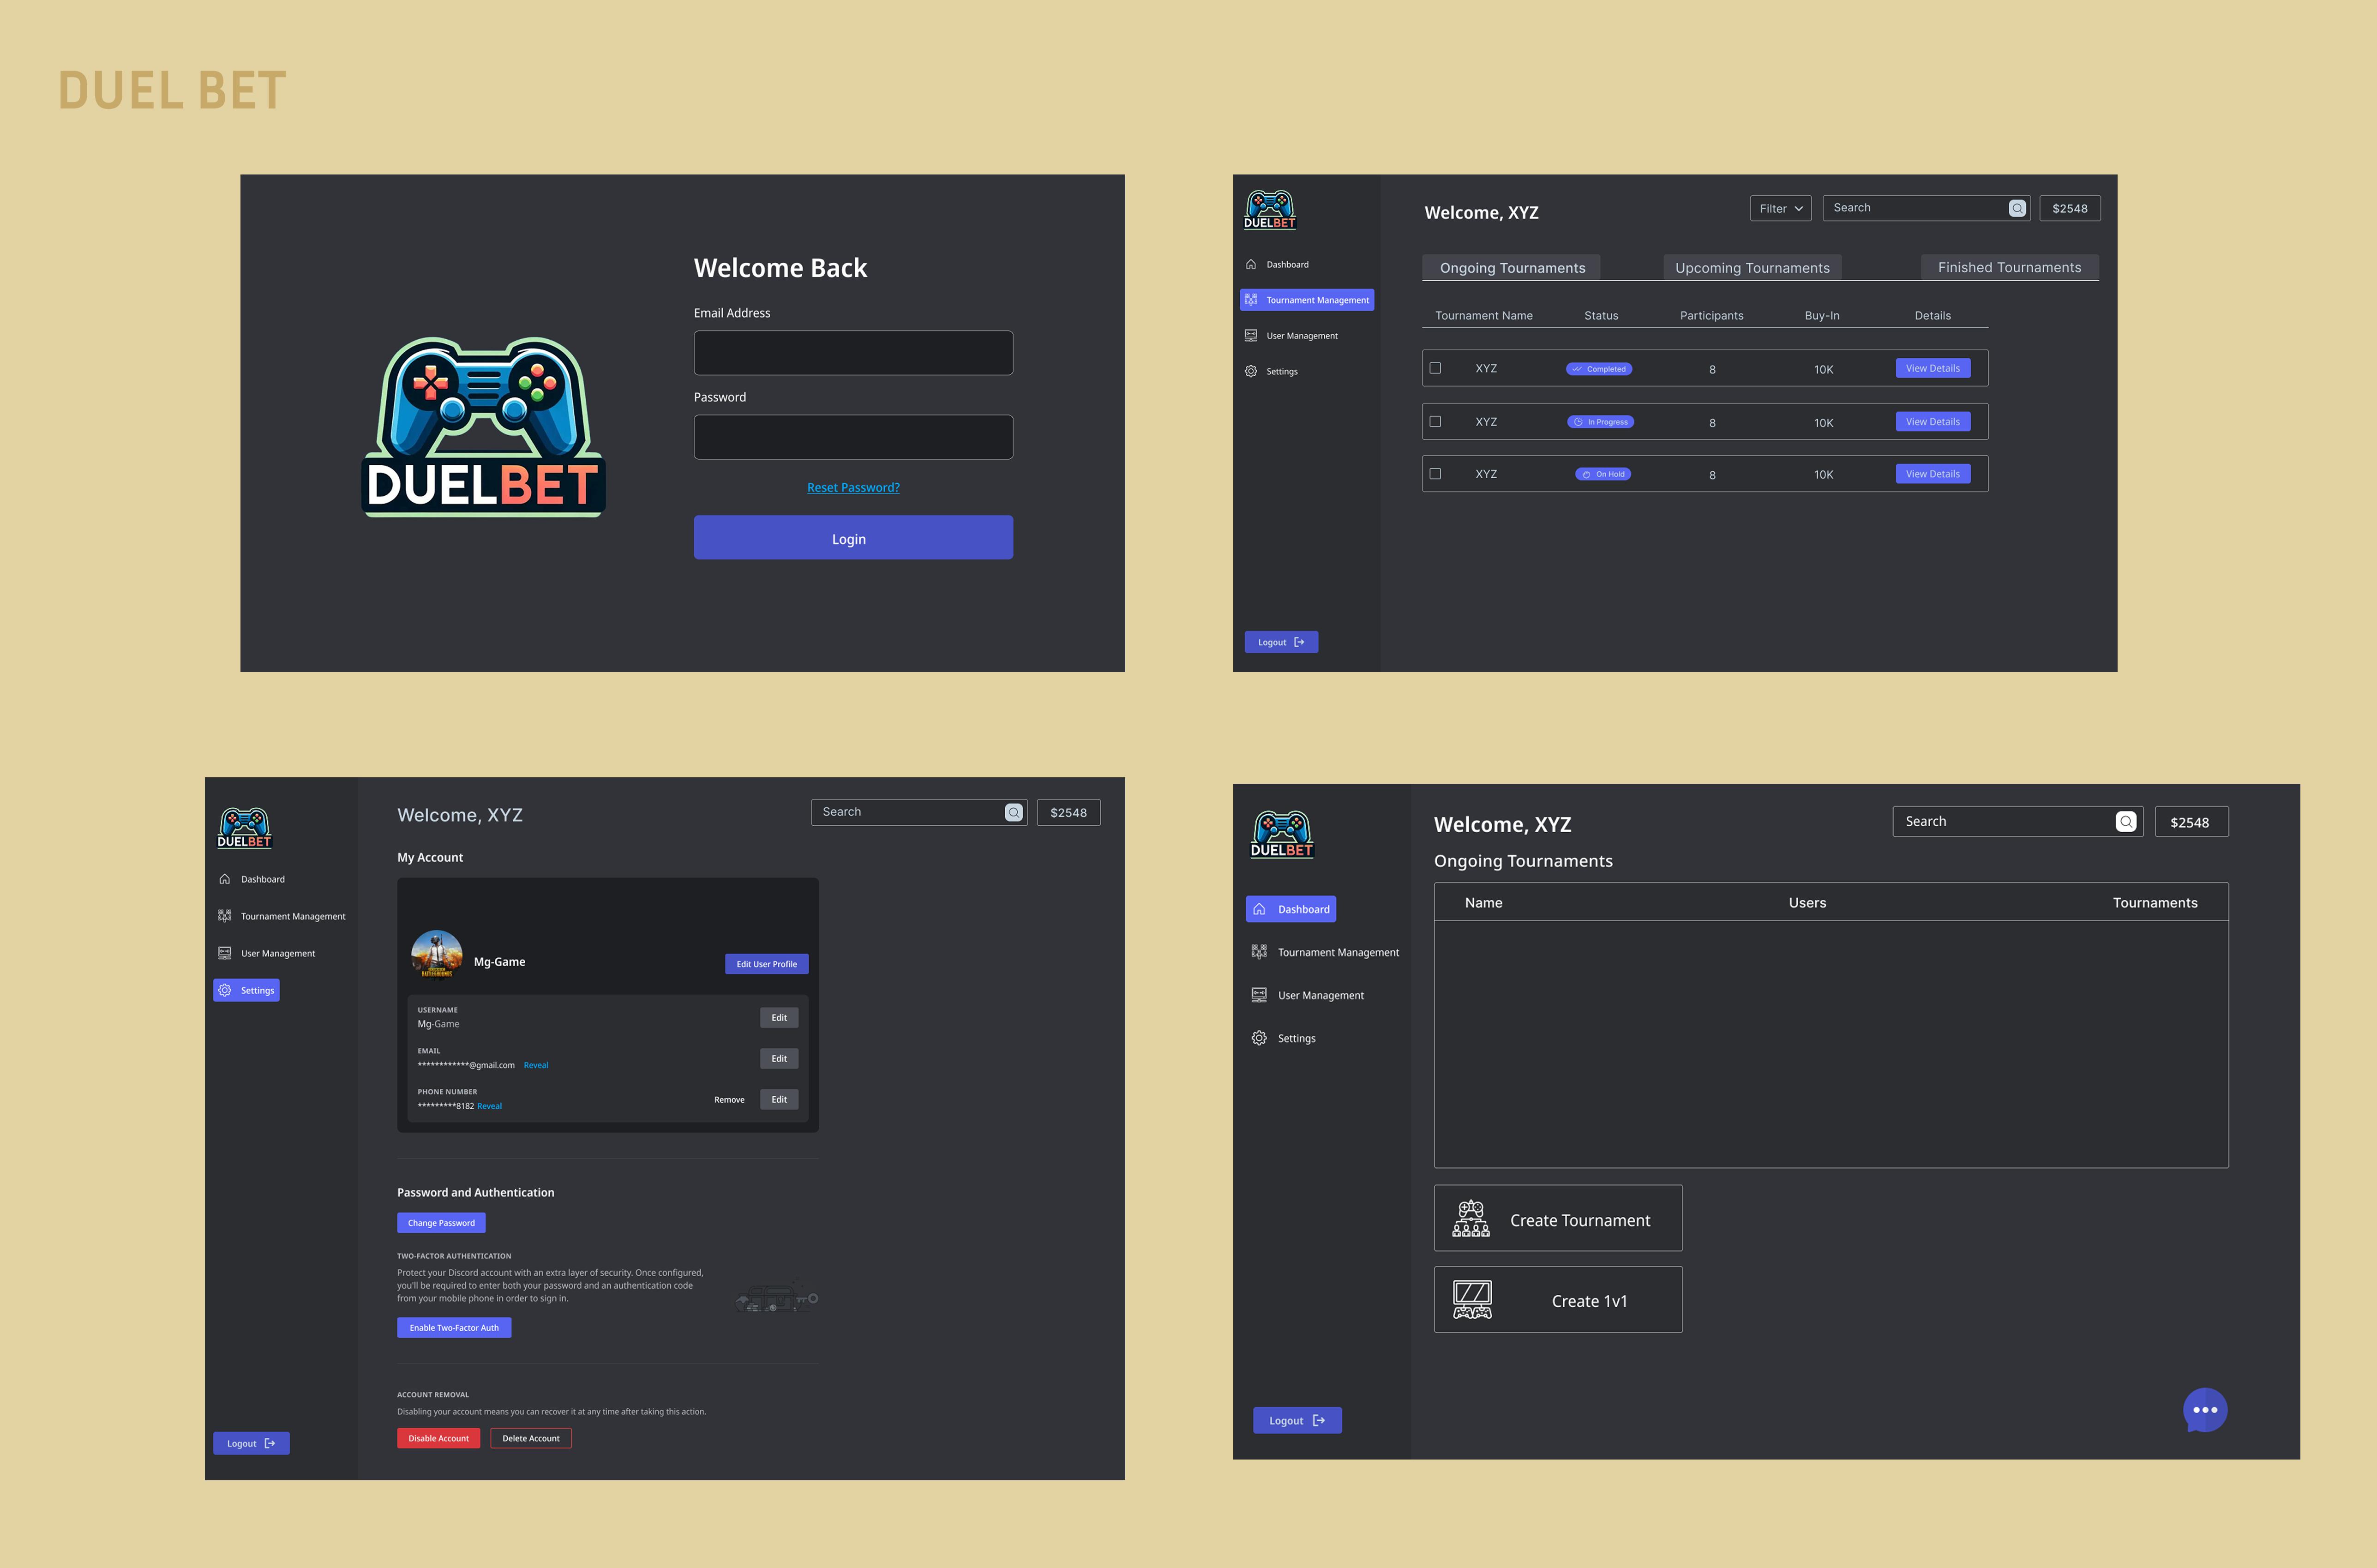 DUEL BET
DUELBET
Welcome Back
Email Address
Password
Reset Password?
Login
DUELBET
Dashboard
Tournament Management
User Management
Settings
Logout
Welcome, XYZ
Filter
Search
$2548
Ongoing Tournaments
Upcoming Tournaments
Finished Tournaments
Tournament Name Status Participants Buy-In Details
XYZ Completed 8 10K View Details
XYZ In Progress 8 10K View Details
XYZ On Hold 8 10K View Details
DUELBET
Dashboard
Tournament Management
User Management
Settings
Logout
Welcome, XYZ
Search
$2548
My Account
Mg-Game
Edit User Profile
USERNAME
Mg-Game
Edit
EMAIL
************@gmail.com Reveal
Edit
PHONE NUMBER
*********8182 Reveal
Remove
Edit
Password and Authentication
Change Password
TWO-FACTOR AUTHENTICATION
Protect your Discord account with an extra layer of security. Once configured,
you'll be required to enter both your password and an authentication code
from your mobile phone in order to sign in.
Enable Two-Factor Auth
ACCOUNT REMOVAL
Disabling your account means you can recover it at any time after taking this action.
Disable Account
Delete Account
DUELBET
Dashboard
Tournament Management
User Management
Settings
Logout
Welcome, XYZ
Search
$2548
Ongoing Tournaments
Name Users Tournaments
Create Tournament
Create 1v1